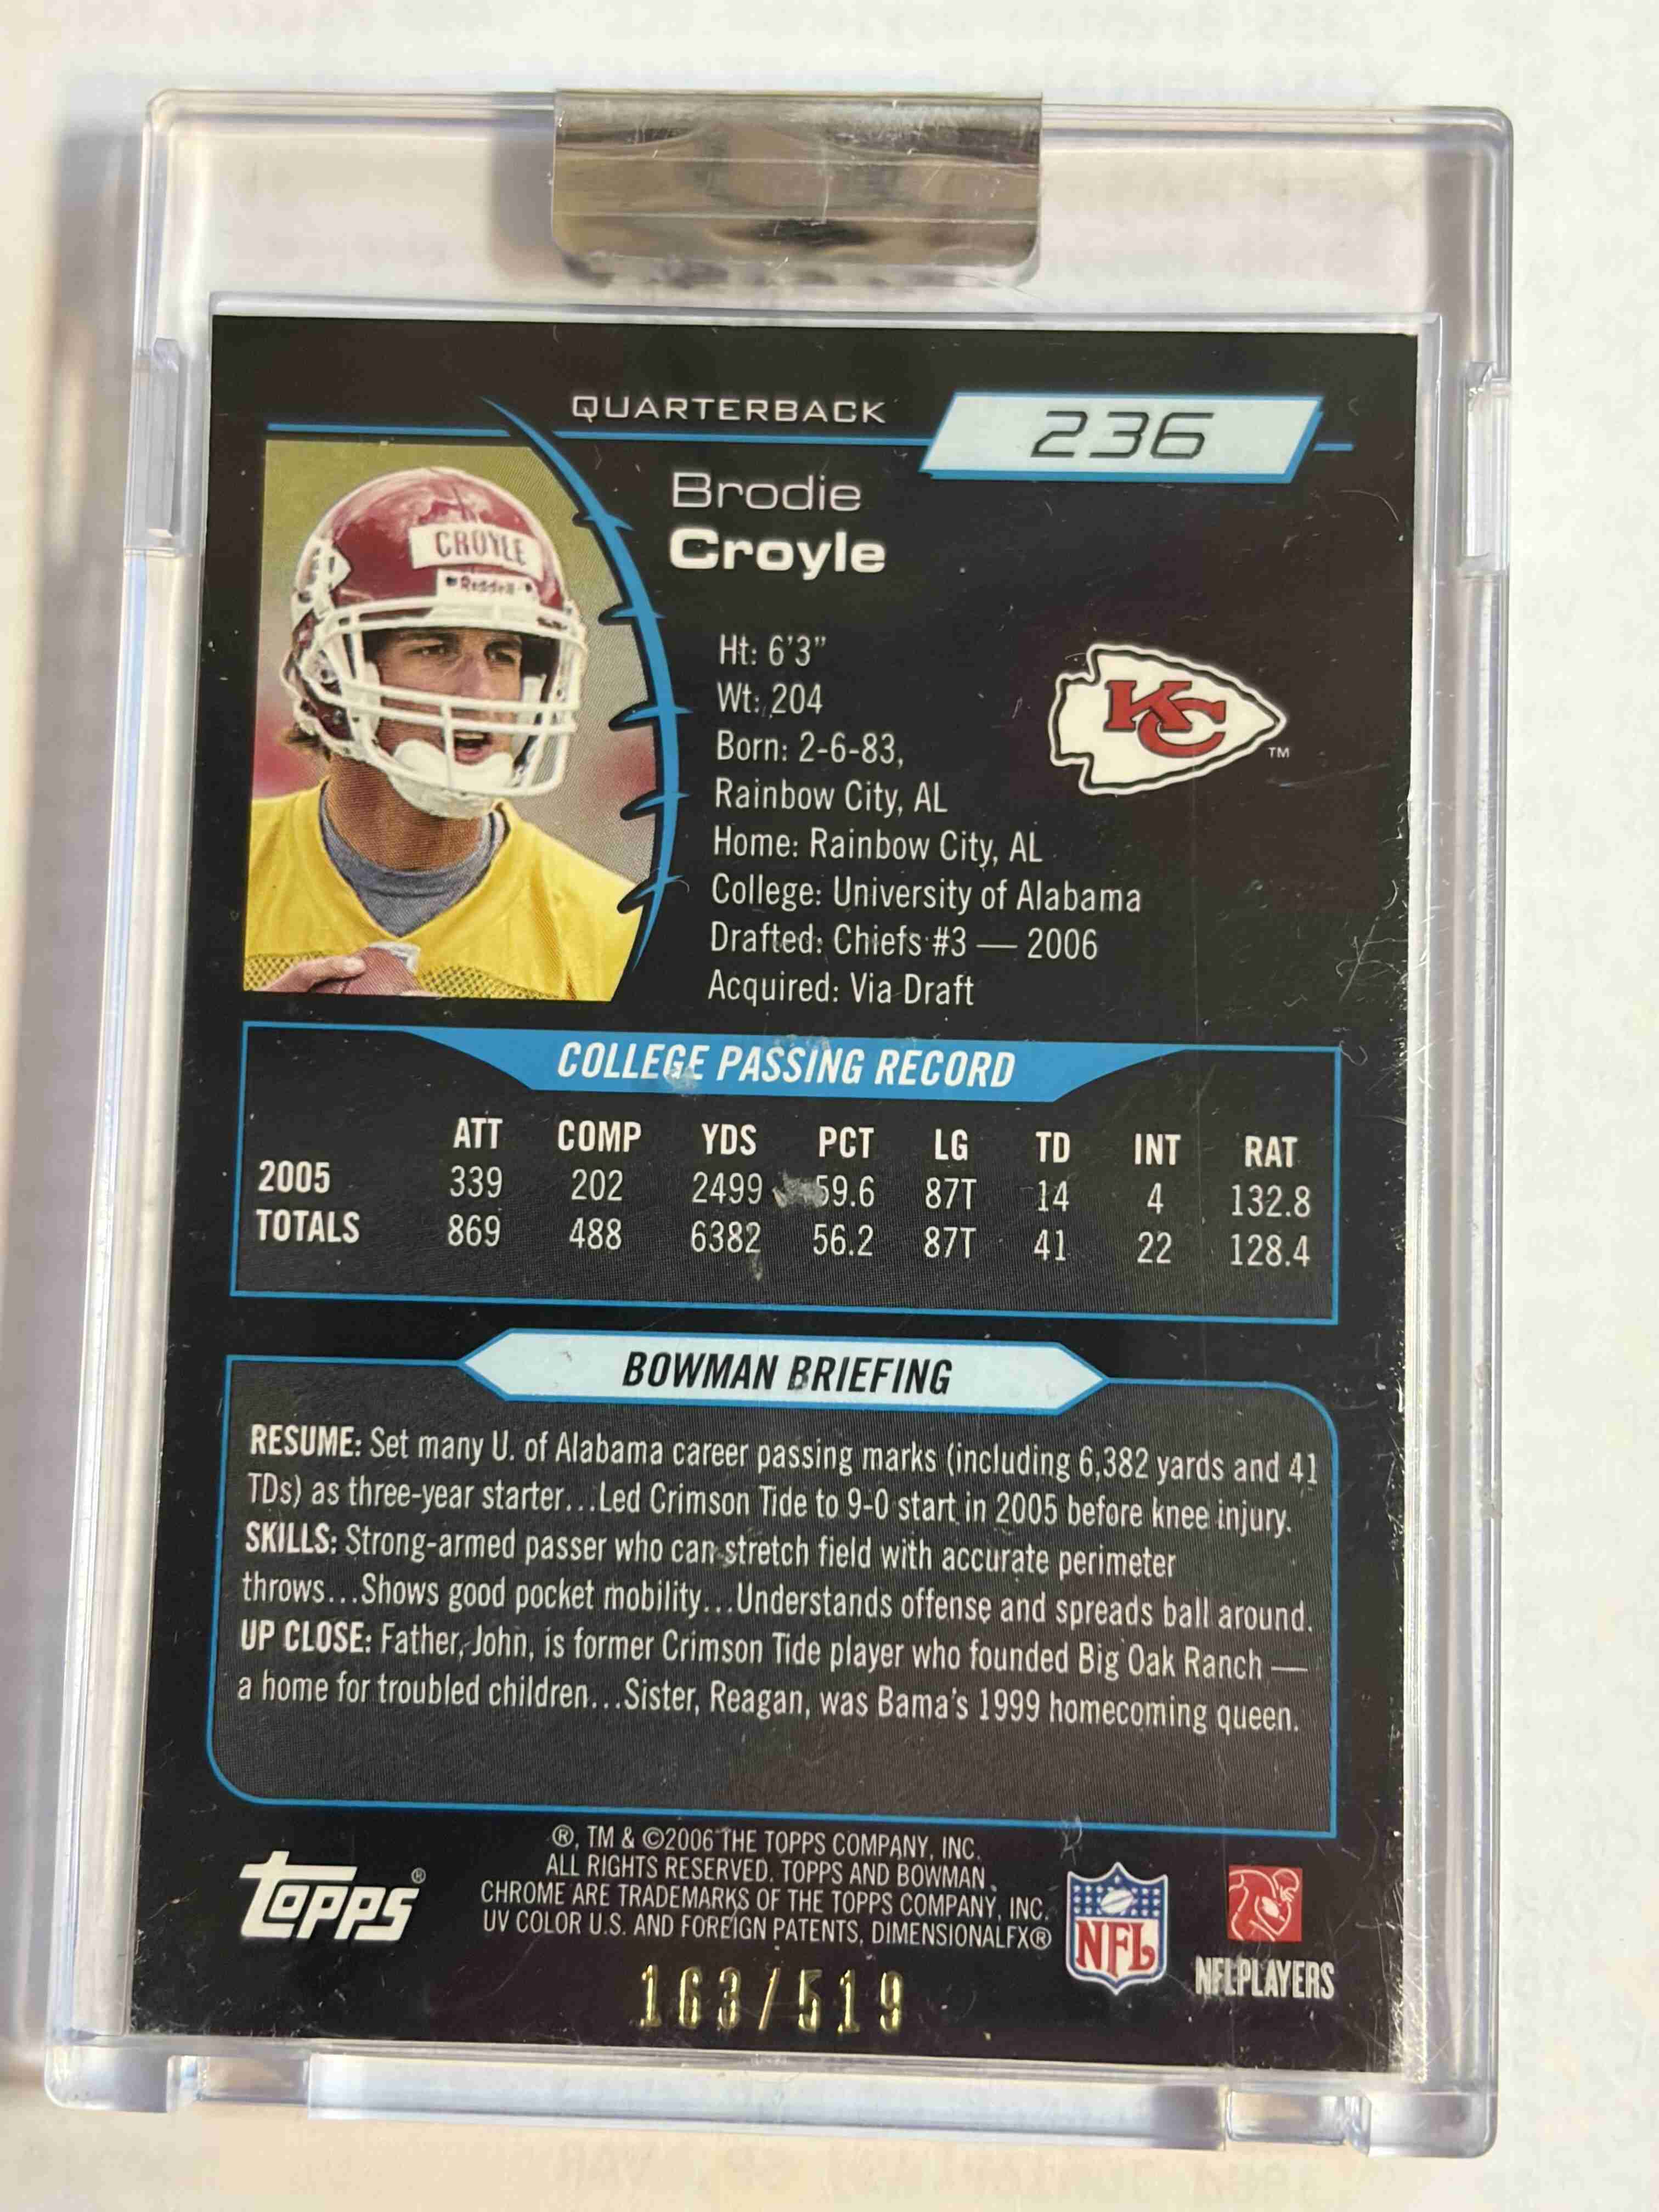 QUARTERBACK
236
Brodie
Croyle
CROYLE
Riddell
Ht: 6'3"
Wt: 204
Born: 2-6-83,
Rainbow City, AL
Home: Rainbow City, AL
College: University of Alabama
Drafted: Chiefs #3 — 2006
Acquired: Via Draft
KC
TM
COLLEGE PASSING RECORD
ATT COMP YDS PCT LG TD INT RAT
2005 339 202 2499 59.6 87T 14 4 132.8
TOTALS 869 488 6382 56.2 87T 41 22 128.4
BOWMAN BRIEFING
RESUME: Set many U. of Alabama career passing marks (including 6,382 yards and 41
TDs) as three-year starter...Led Crimson Tide to 9-0 start in 2005 before knee injury.
SKILLS: Strong-armed passer who can stretch field with accurate perimeter
throws...Shows good pocket mobility...Understands offense and spreads ball around.
UP CLOSE: Father, John, is former Crimson Tide player who founded Big Oak Ranch —
a home for troubled children...Sister, Reagan, was Bama's 1999 homecoming queen.
®, TM & ©2006 THE TOPPS COMPANY, INC.
ALL RIGHTS RESERVED. TOPPS AND BOWMAN
CHROME ARE TRADEMARKS OF THE TOPPS COMPANY, INC.
UV COLOR U.S. AND FOREIGN PATENTS, DIMENSIONALFX®
TOPPS®
NFL
NFLPLAYERS
163/519